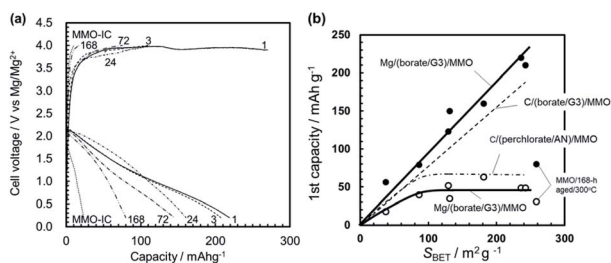 (a)
4.5
4.0
3.5
3.0
2.5
2.0
1.5
1.0
0.5
0.0
Cell voltage / V vs Mg/Mg2+
MMO-IC
168
72
3
24
1
MMO-IC
168
72
24
3
1
0
100
200
300
Capacity / mAhg-1
(b)
250
200
150
100
50
0
1st capacity / mAh g-1
Mg/(borate/G3)/MMO
C/(borate/G3)/MMO
C/(perchlorate/AN)/MMO
MMO/168-h
aged/300°C
Mg/(borate/G3)/MMO
0
100
200
300
SBET / m2 g-1